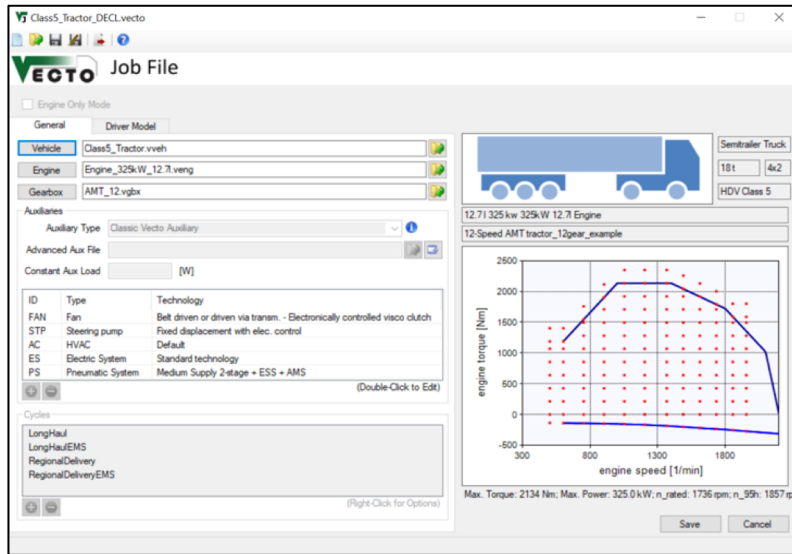 Class5_Tractor_DECL.vecto
VECTO Job File
Engine Only Mode
General Driver Model
Vehicle Class5_Tractor.vveh
Engine Engine_325kW_12.7l.veng
Gearbox AMT_12.vgbx
Auxiliaries
Auxiliary Type Classic Vecto Auxiliary
Advanced Aux File
Constant Aux Load [W]
ID Type Technology
FAN Fan Belt driven or driven via transm. - Electronically controlled visco clutch
STP Steering pump Fixed displacement with elec. control
AC HVAC Default
ES Electric System Standard technology
PS Pneumatic System Medium Supply 2-stage + ESS + AMS
(Double-Click to Edit)
Cycles
LongHaul
LongHaulEMS
RegionalDelivery
RegionalDeliveryEMS
(Right-Click for Options)
Semitrailer Truck
18 t 4x2
HDV Class 5
12.7 l 325 kw 325kW 12.7l Engine
12-Speed AMT tractor_12gear_example
engine torque [Nm]
2500
2000
1500
1000
500
0
-500
300 800 1300 1800
engine speed [1/min]
Max. Torque: 2134 Nm; Max. Power: 325.0 kW; n_rated: 1736 rpm; n_95h: 1857 rp
Save Cancel